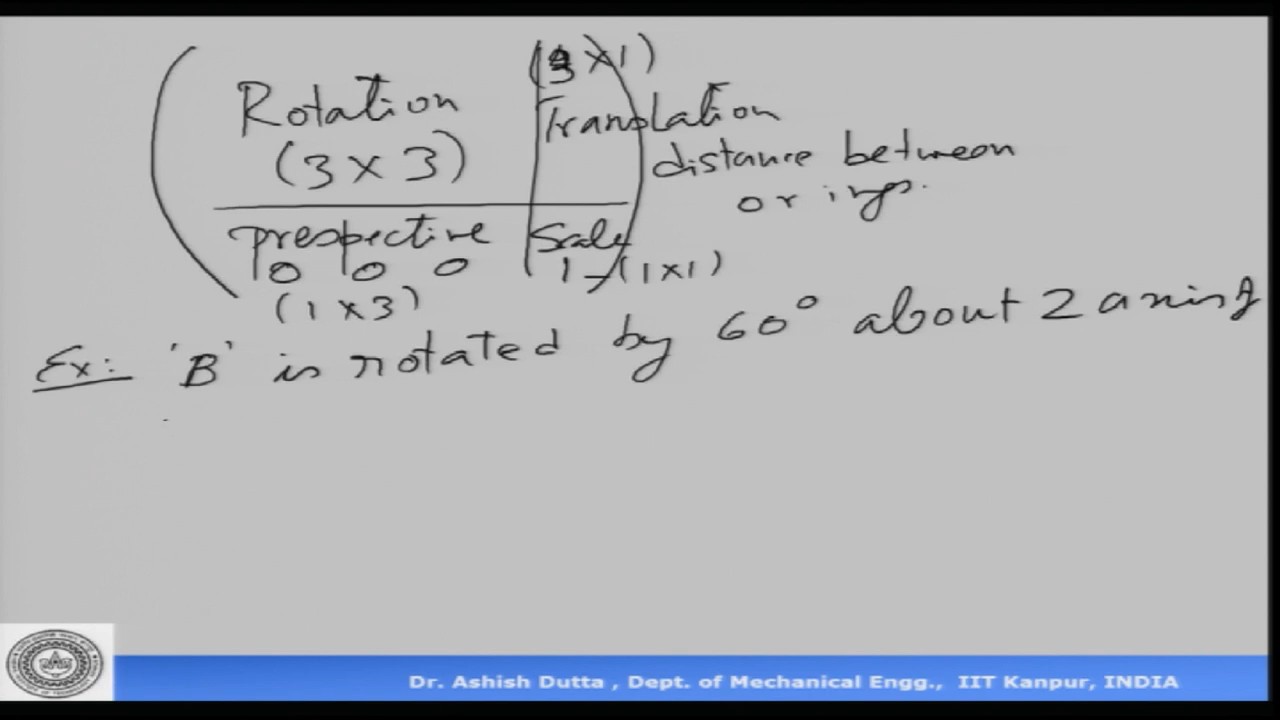 (3 × 1)
Rotation
Translation
(3 × 3)
distance between
prespective
Scale
0 0 0
1 → (1 × 1)
(1 × 3)
Ex: 'B' is rotated by 60° about Z axis of
Dr. Ashish Dutta , Dept. of Mechanical Engg., IIT Kanpur, INDIA